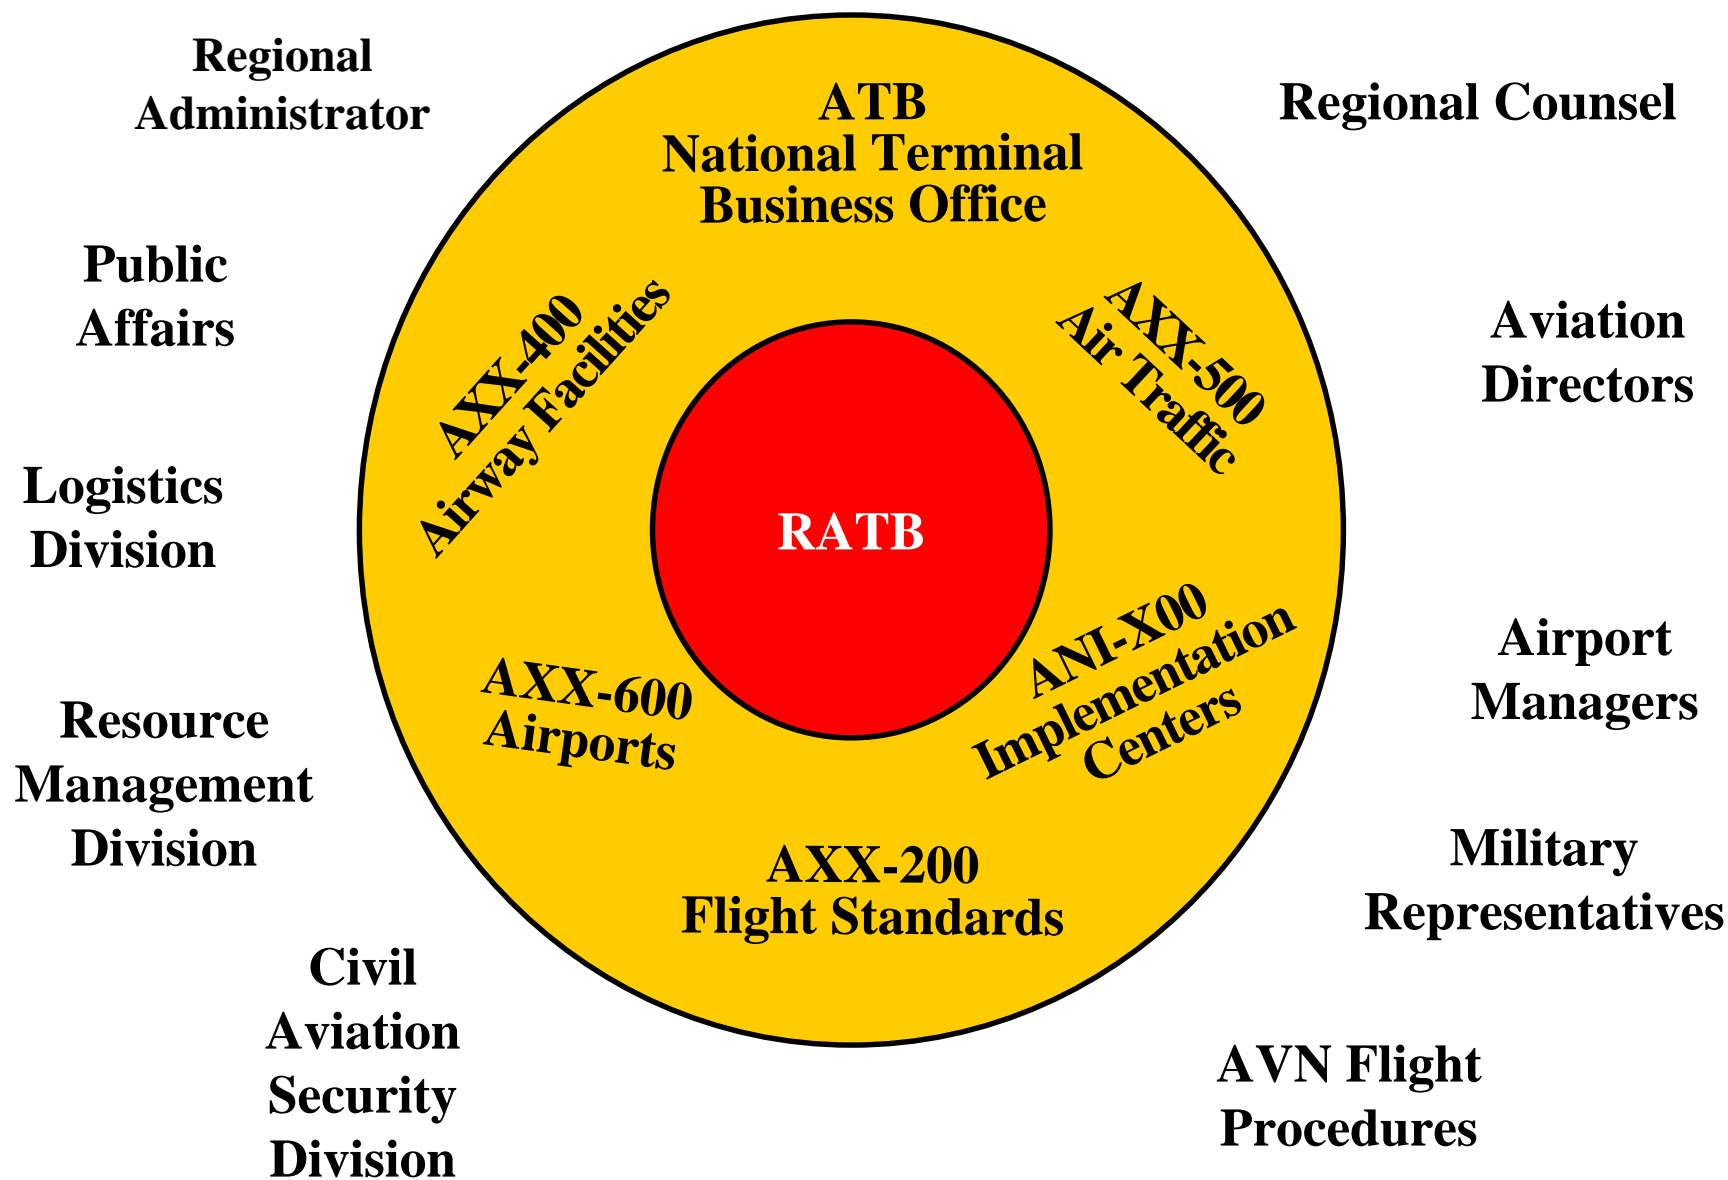 Regional
Administrator
ATB
National Terminal
Business Office
Regional Counsel
Public
Affairs
AXX-400
Airway Facilities
AXX-500
Air Traffic
Aviation
Directors
Logistics
Division
RATB
ANI-X00
Implementation
Centers
Airport
Managers
AXX-600
Airports
Resource
Management
Division
AXX-200
Flight Standards
Military
Representatives
Civil
Aviation
Security
Division
AVN Flight
Procedures